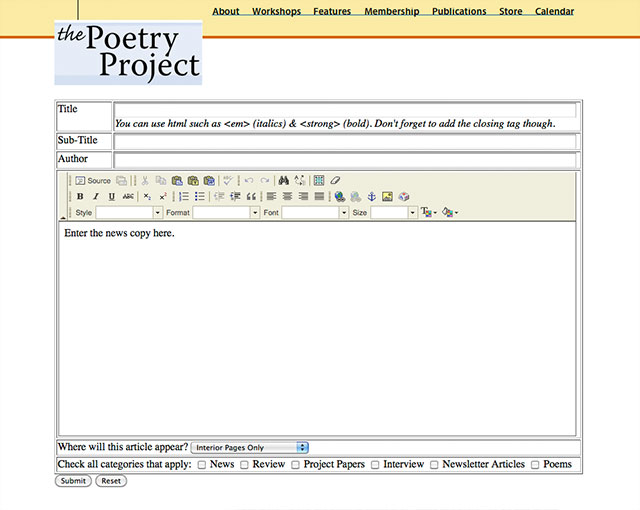 About Workshops Features Membership Publications Store Calendar
the Poetry
Project
Title
You can use html such as <em> (italics) & <strong> (bold). Don't forget to add the closing tag though.
Sub-Title
Author
Source
B I U ABC x₂ x²
Style Format Font Size
Enter the news copy here.
Where will this article appear? Interior Pages Only
Check all categories that apply: News Review Project Papers Interview Newsletter Articles Poems
Submit Reset